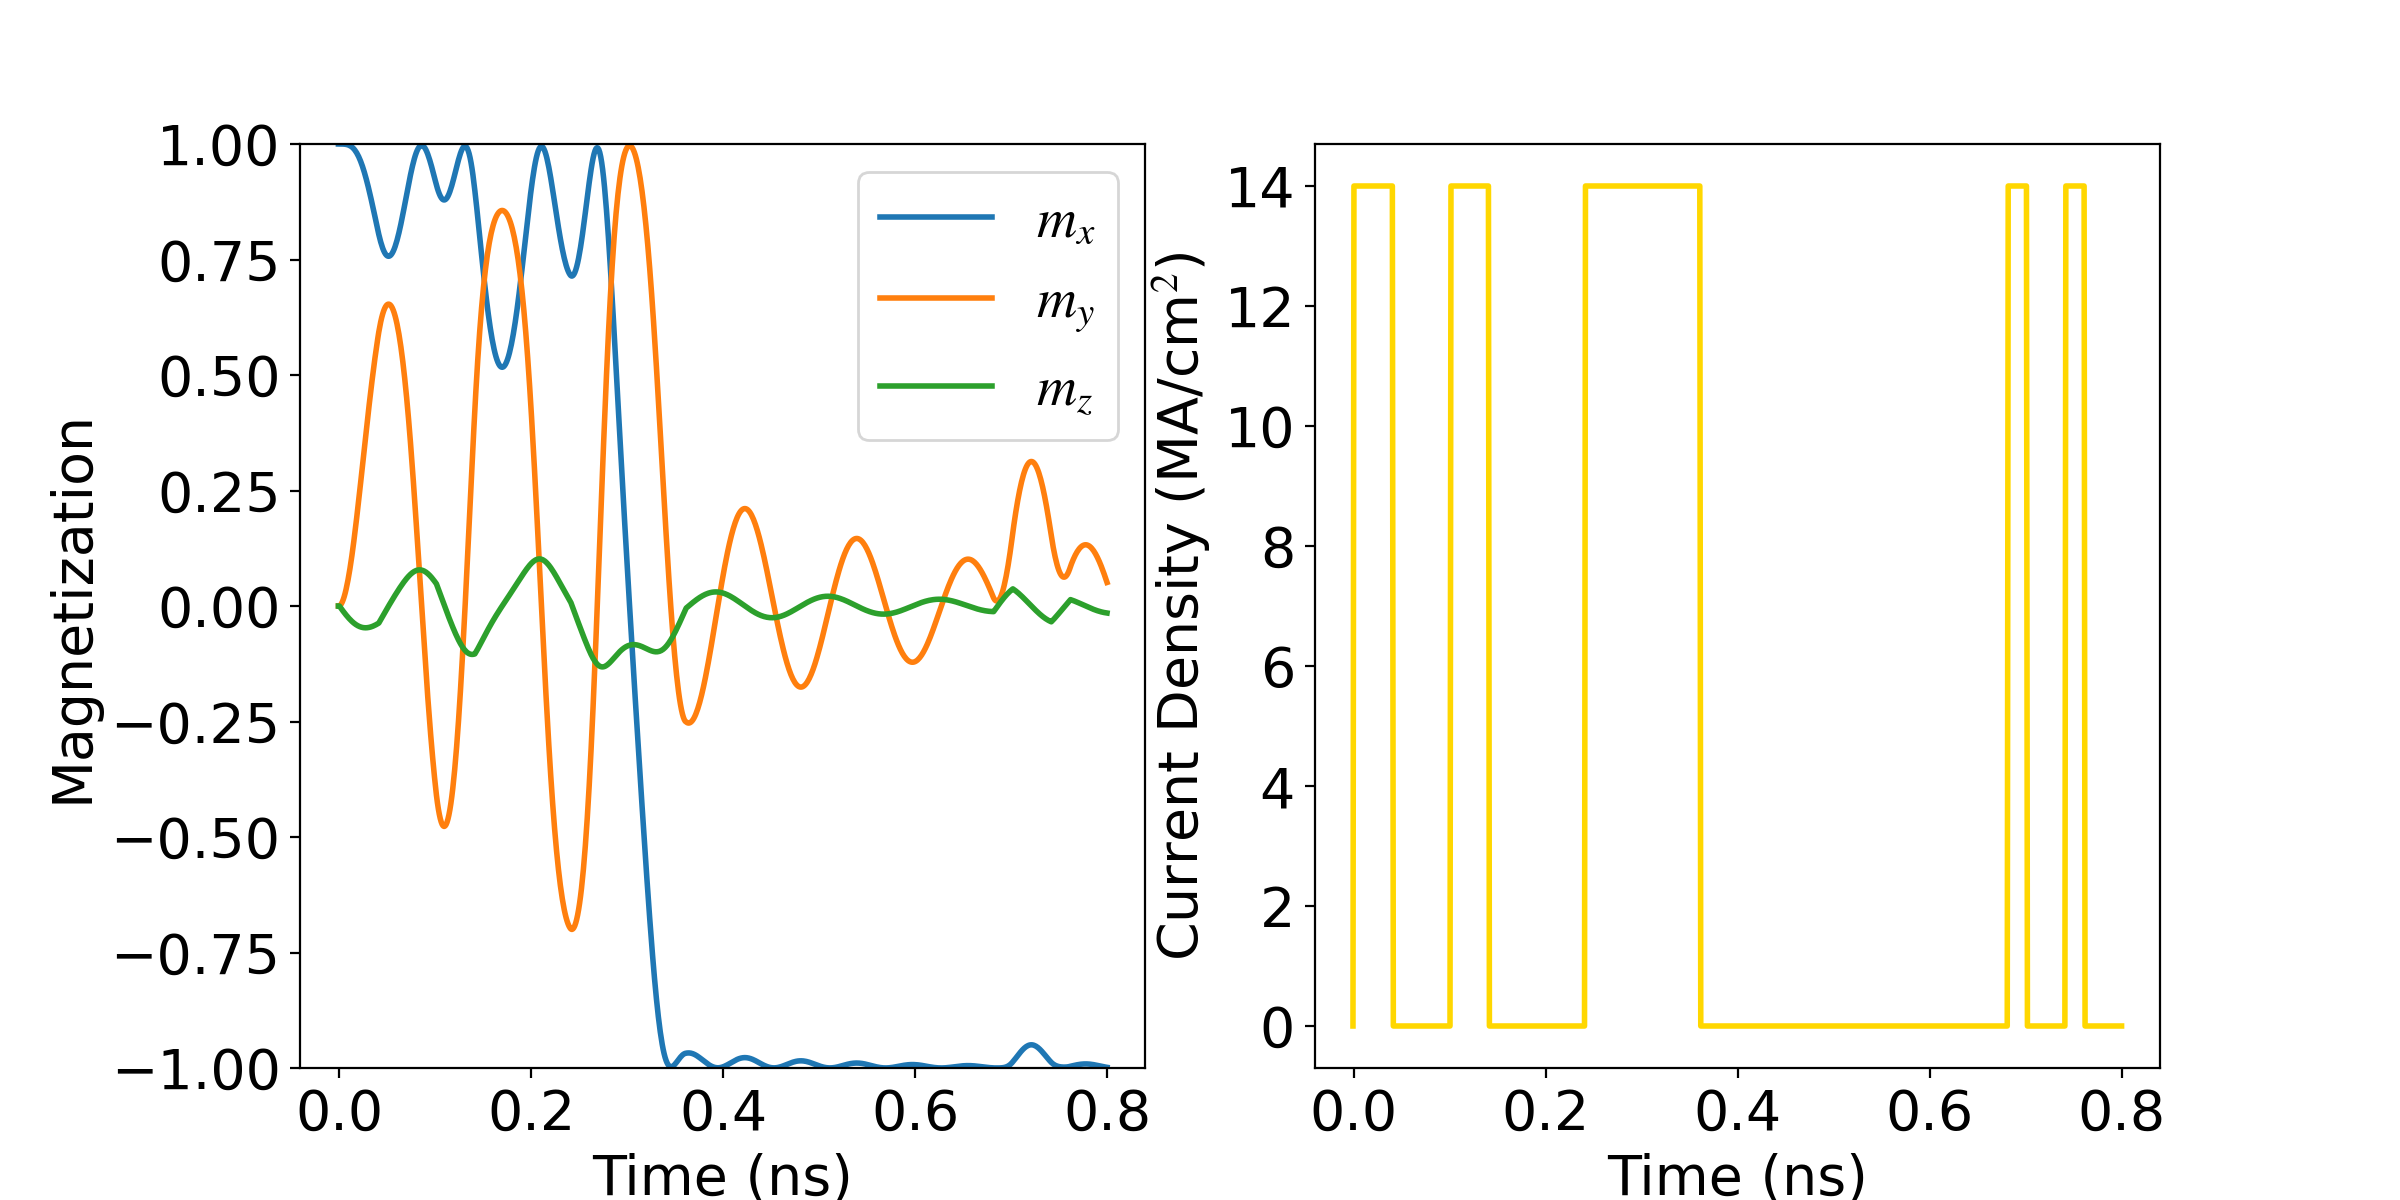 Magnetization
1.00
0.75
0.50
0.25
0.00
−0.25
−0.50
−0.75
−1.00
0.0 0.2 0.4 0.6 0.8
Time (ns)
m_x
m_y
m_z
Current Density (MA/cm²)
14
12
10
8
6
4
2
0
0.0 0.2 0.4 0.6 0.8
Time (ns)